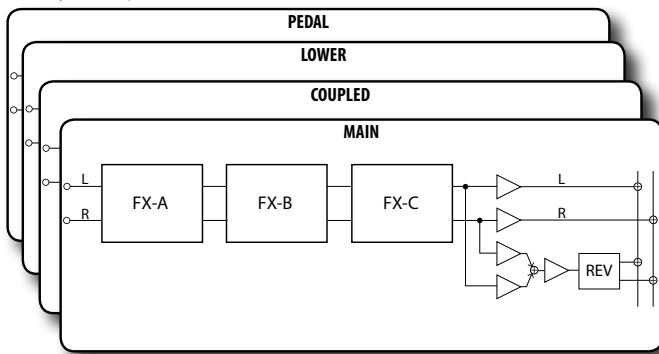 PEDAL
LOWER
COUPLED
MAIN
L
R
FX-A
FX-B
FX-C
L
R
REV